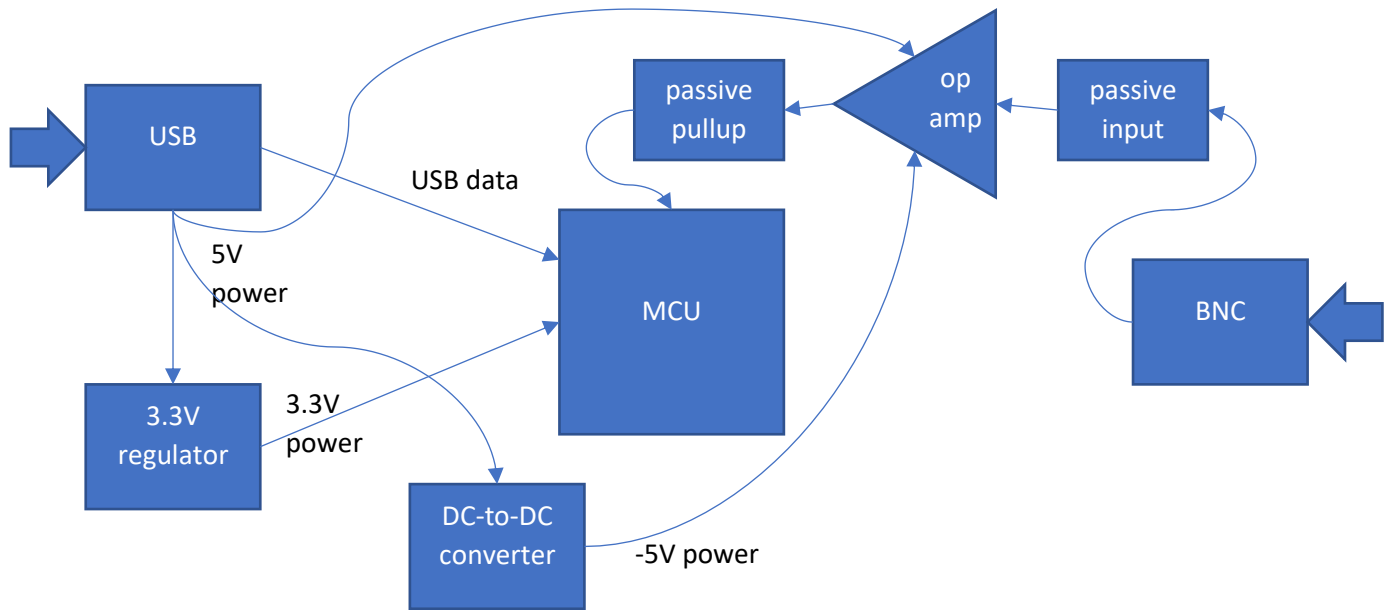 op
amp
passive
pullup
passive
input
USB
USB data
5V
power
MCU
BNC
3.3V
regulator
3.3V
power
DC-to-DC
converter
-5V power